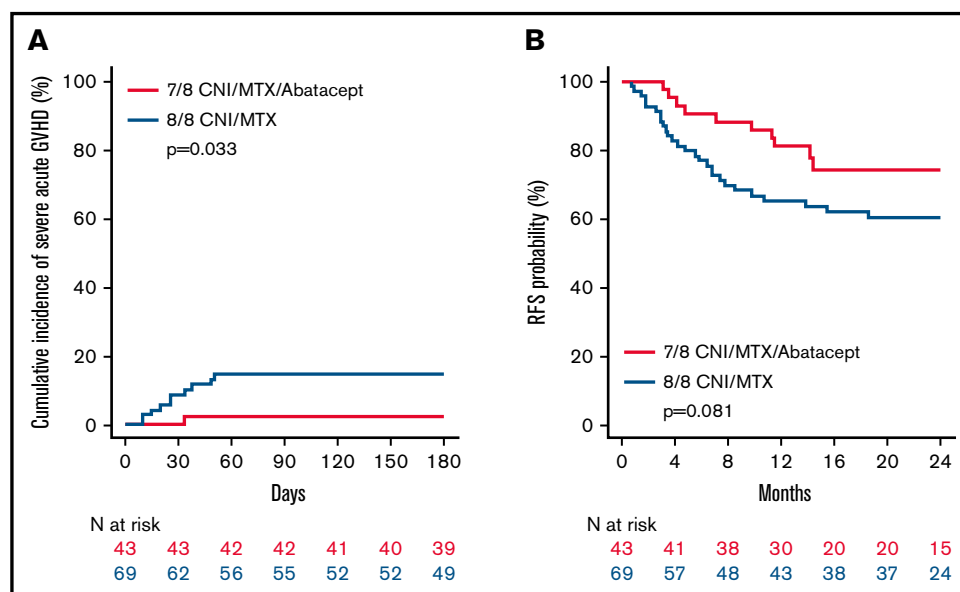 A
Cumulative incidence of severe acute GVHD (%)
100
80
60
40
20
0
7/8 CNI/MTX/Abatacept
8/8 CNI/MTX
p=0.033
0 30 60 90 120 150 180
Days
N at risk
43 43 42 42 41 40 39
69 62 56 55 52 52 49
B
RFS probability (%)
100
80
60
40
20
0
7/8 CNI/MTX/Abatacept
8/8 CNI/MTX
p=0.081
0 4 8 12 16 20 24
Months
N at risk
43 41 38 30 20 20 15
69 57 48 43 38 37 24